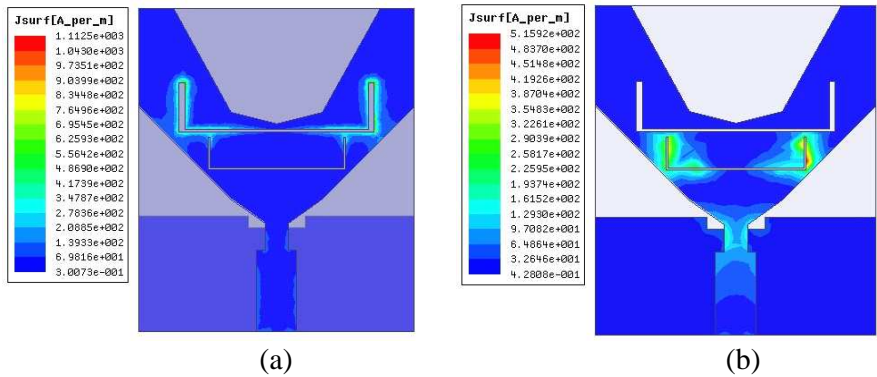 Jsurf[A_per_m]
1.1125e+003
1.0430e+003
9.7351e+002
9.0399e+002
8.3448e+002
7.6496e+002
6.9545e+002
6.2593e+002
5.5642e+002
4.8690e+002
4.1739e+002
3.4787e+002
2.7836e+002
2.0885e+002
1.3933e+002
6.9816e+001
3.0073e-001
(a)
Jsurf[A_per_m]
5.1592e+002
4.8370e+002
4.5148e+002
4.1926e+002
3.8704e+002
3.5483e+002
3.2261e+002
2.9039e+002
2.5817e+002
2.2595e+002
1.9374e+002
1.6152e+002
1.2930e+002
9.7082e+001
6.4864e+001
3.2646e+001
4.2808e-001
(b)